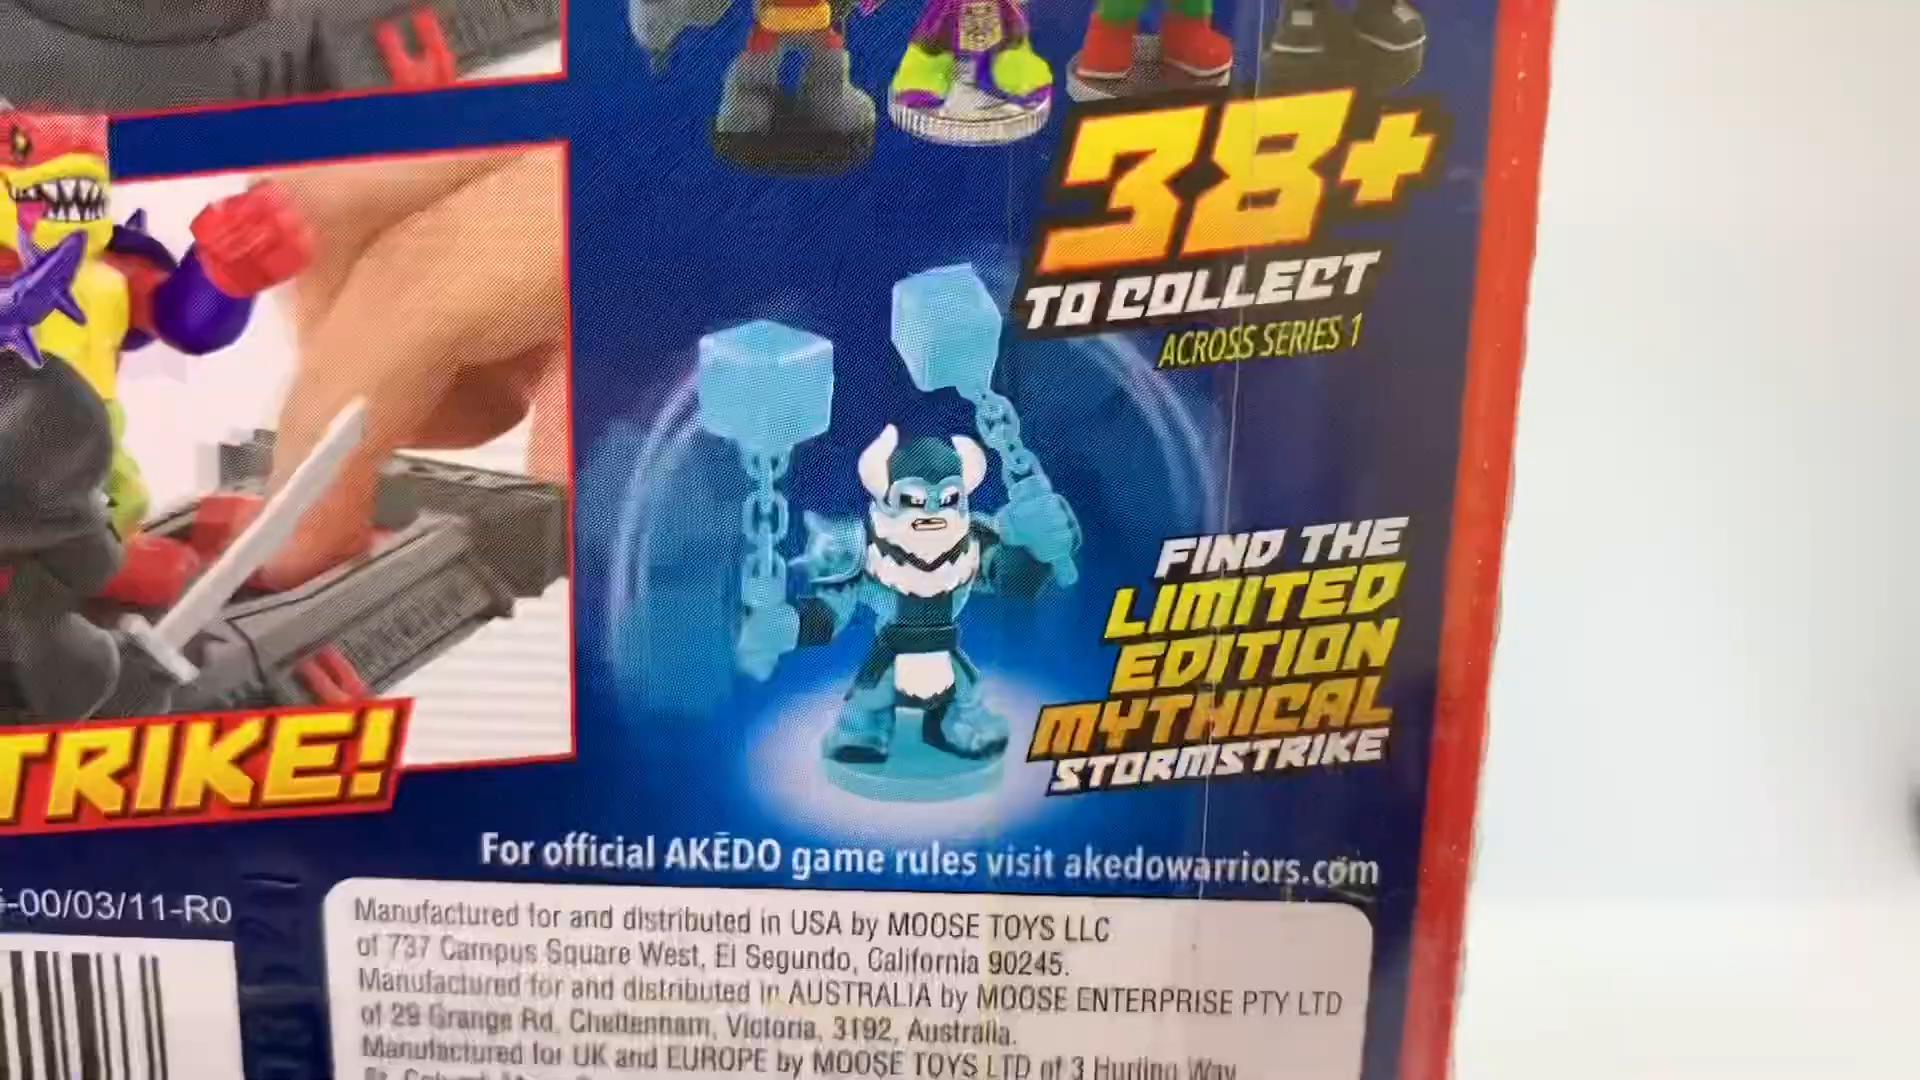 38+
TO COLLECT
ACROSS SERIES 1
FIND THE
LIMITED
EDITION
MYTHICAL
STORMSTRIKE
TRIKE!
For official AKĒDO game rules visit akedowarriors.com
-00/03/11-R0
Manufactured for and distributed in USA by MOOSE TOYS LLC
of 737 Campus Square West, El Segundo, California 90245.
Manufactured for and distributed in AUSTRALIA by MOOSE ENTERPRISE PTY LTD
of 29 Grange Rd, Cheltenham, Victoria, 3192, Australia.
Manufactured for UK and EUROPE by MOOSE TOYS LTD of 3 Hurling Way